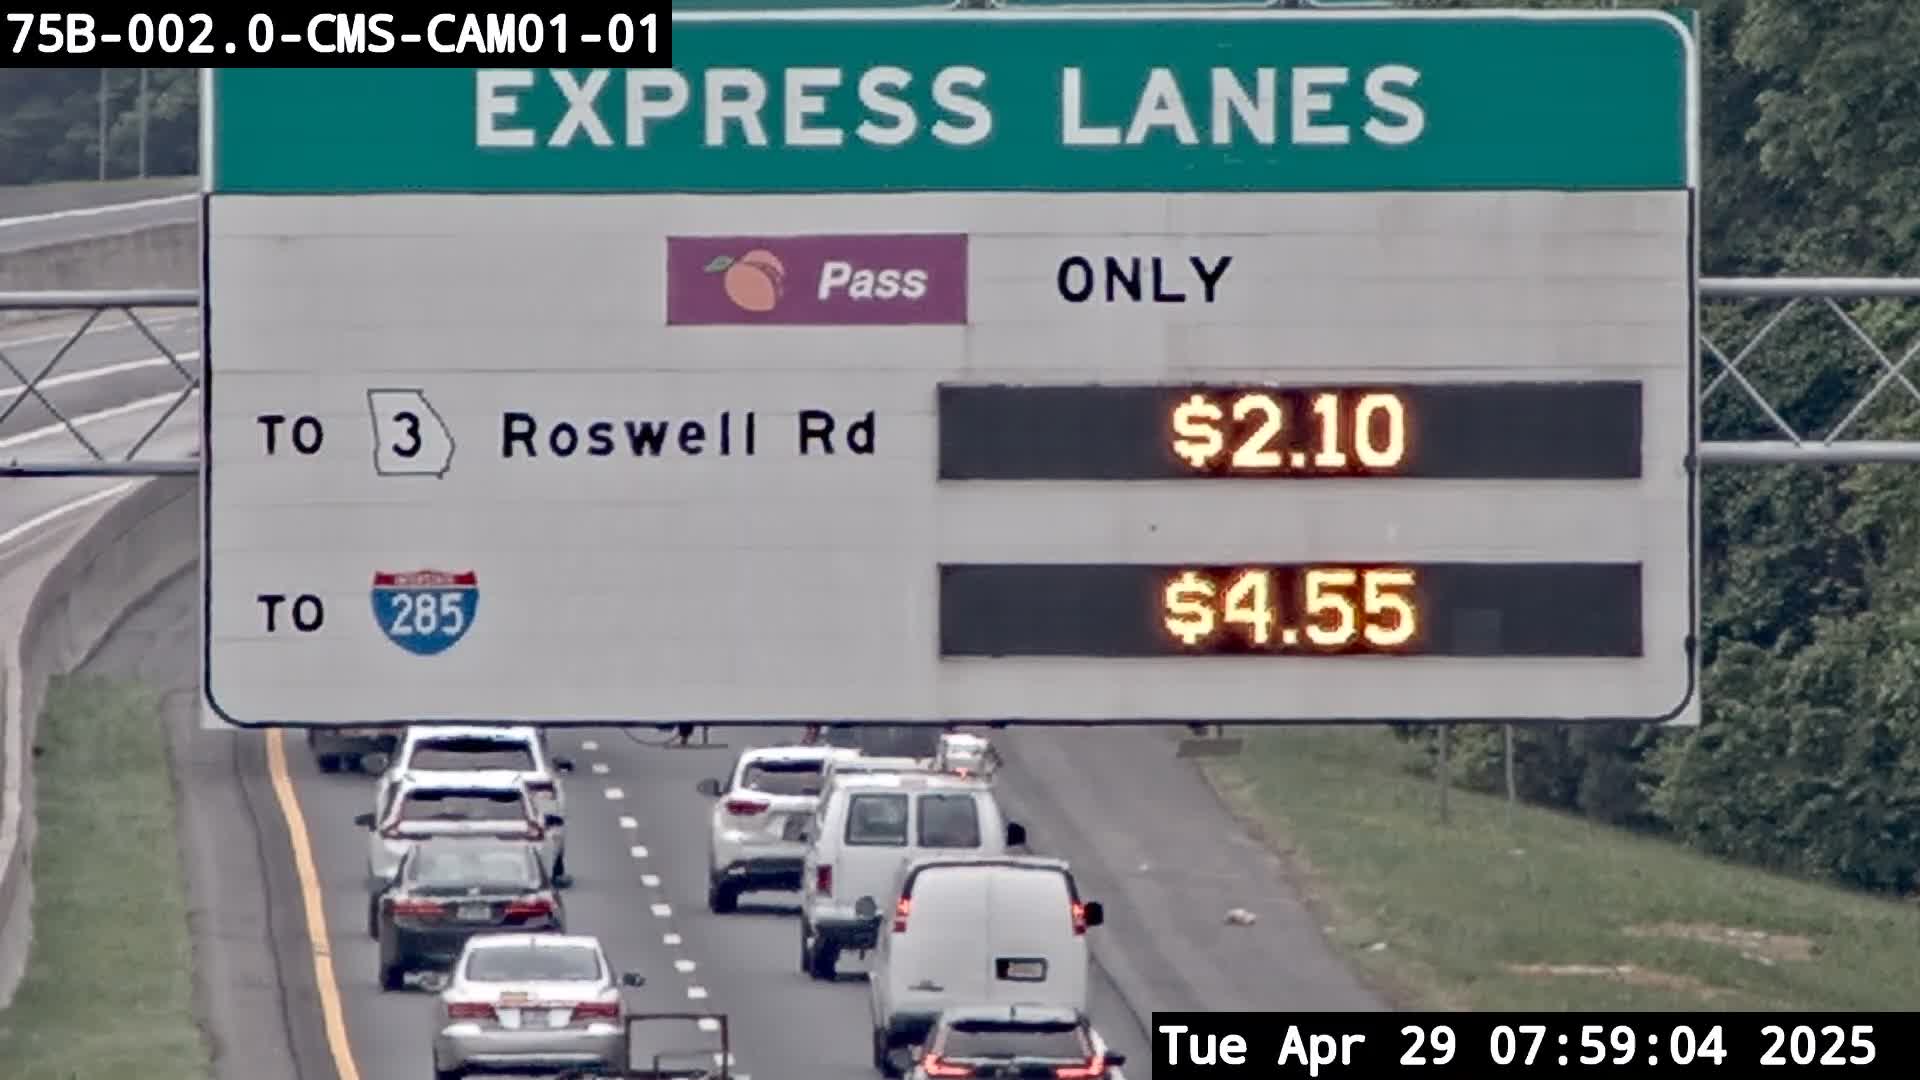 75B-002.0-CMS-CAM01-01
EXPRESS LANES
Pass ONLY
TO 3 Roswell Rd $2.10
TO INTERSTATE 285 $4.55
Tue Apr 29 07:59:04 2025